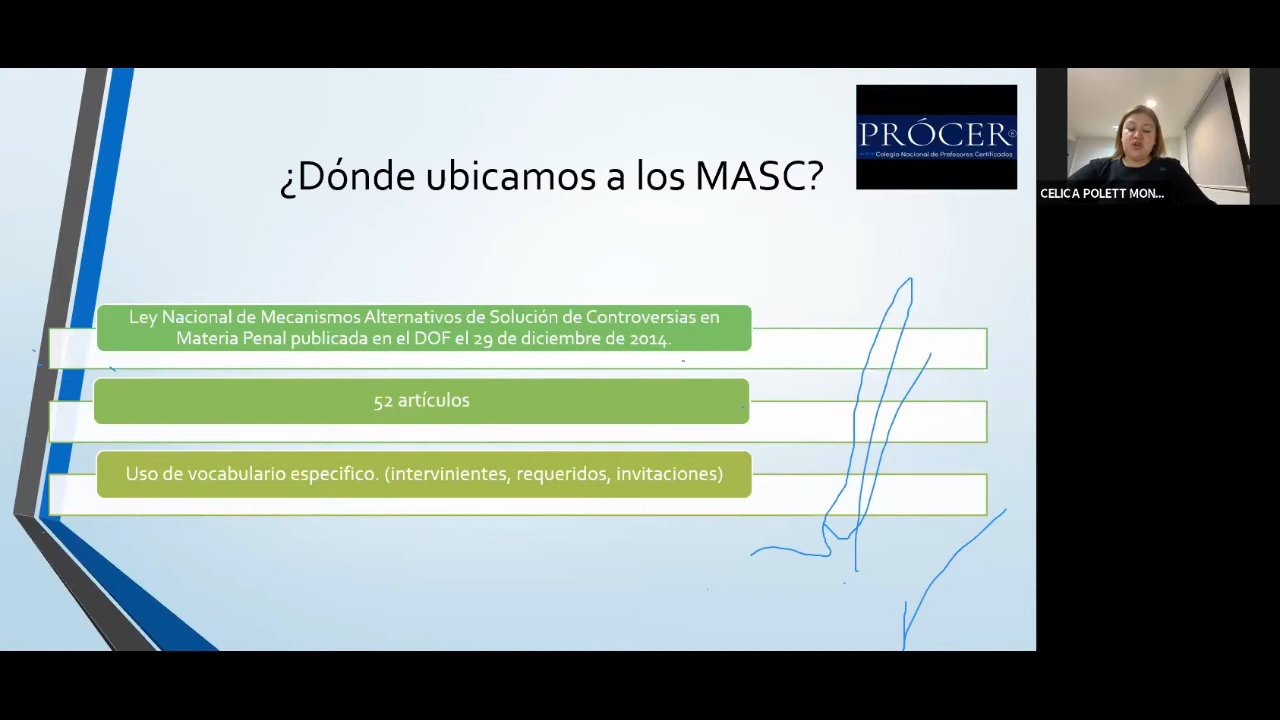 ¿Dónde ubicamos a los MASC?
PRÓCER®
Colegio Nacional de Profesores Certificados
CELICA POLETT MON...
Ley Nacional de Mecanismos Alternativos de Solución de Controversias en
Materia Penal publicada en el DOF el 29 de diciembre de 2014.
52 artículos
Uso de vocabulario especifico. (intervinientes, requeridos, invitaciones)